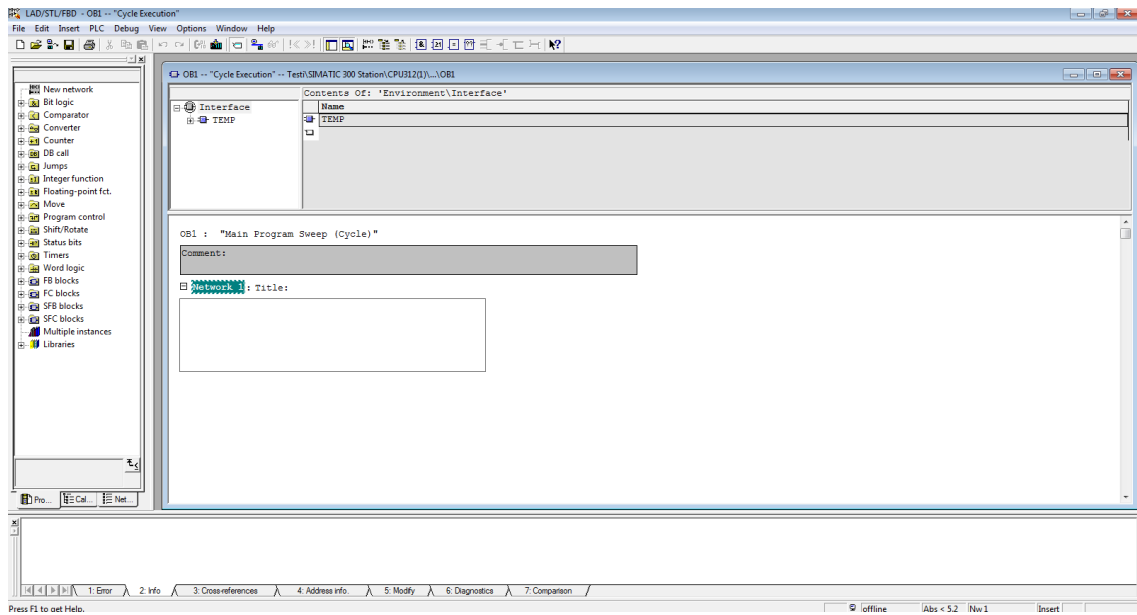 LAD/STL/FBD - OB1 -- "Cycle Execution"
File Edit Insert PLC Debug View Options Window Help
OB1 -- "Cycle Execution" -- Testi\SIMATIC 300 Station\CPU312(1)\...\OB1
Contents Of: 'Environment\Interface'
Interface
TEMP
Name
TEMP
New network
Bit logic
Comparator
Converter
Counter
DB call
Jumps
Integer function
Floating-point fct.
Move
Program control
Shift/Rotate
Status bits
Timers
Word logic
FB blocks
FC blocks
SFB blocks
SFC blocks
Multiple instances
Libraries
OB1 : "Main Program Sweep (Cycle)"
Comment:
Network 1 : Title:
Pro... Cal... Net...
1: Error 2: Info 3: Cross-references 4: Address info. 5: Modify 6: Diagnostics 7: Comparison
Press F1 to get Help. offline Abs < 5.2 Nw 1 Insert